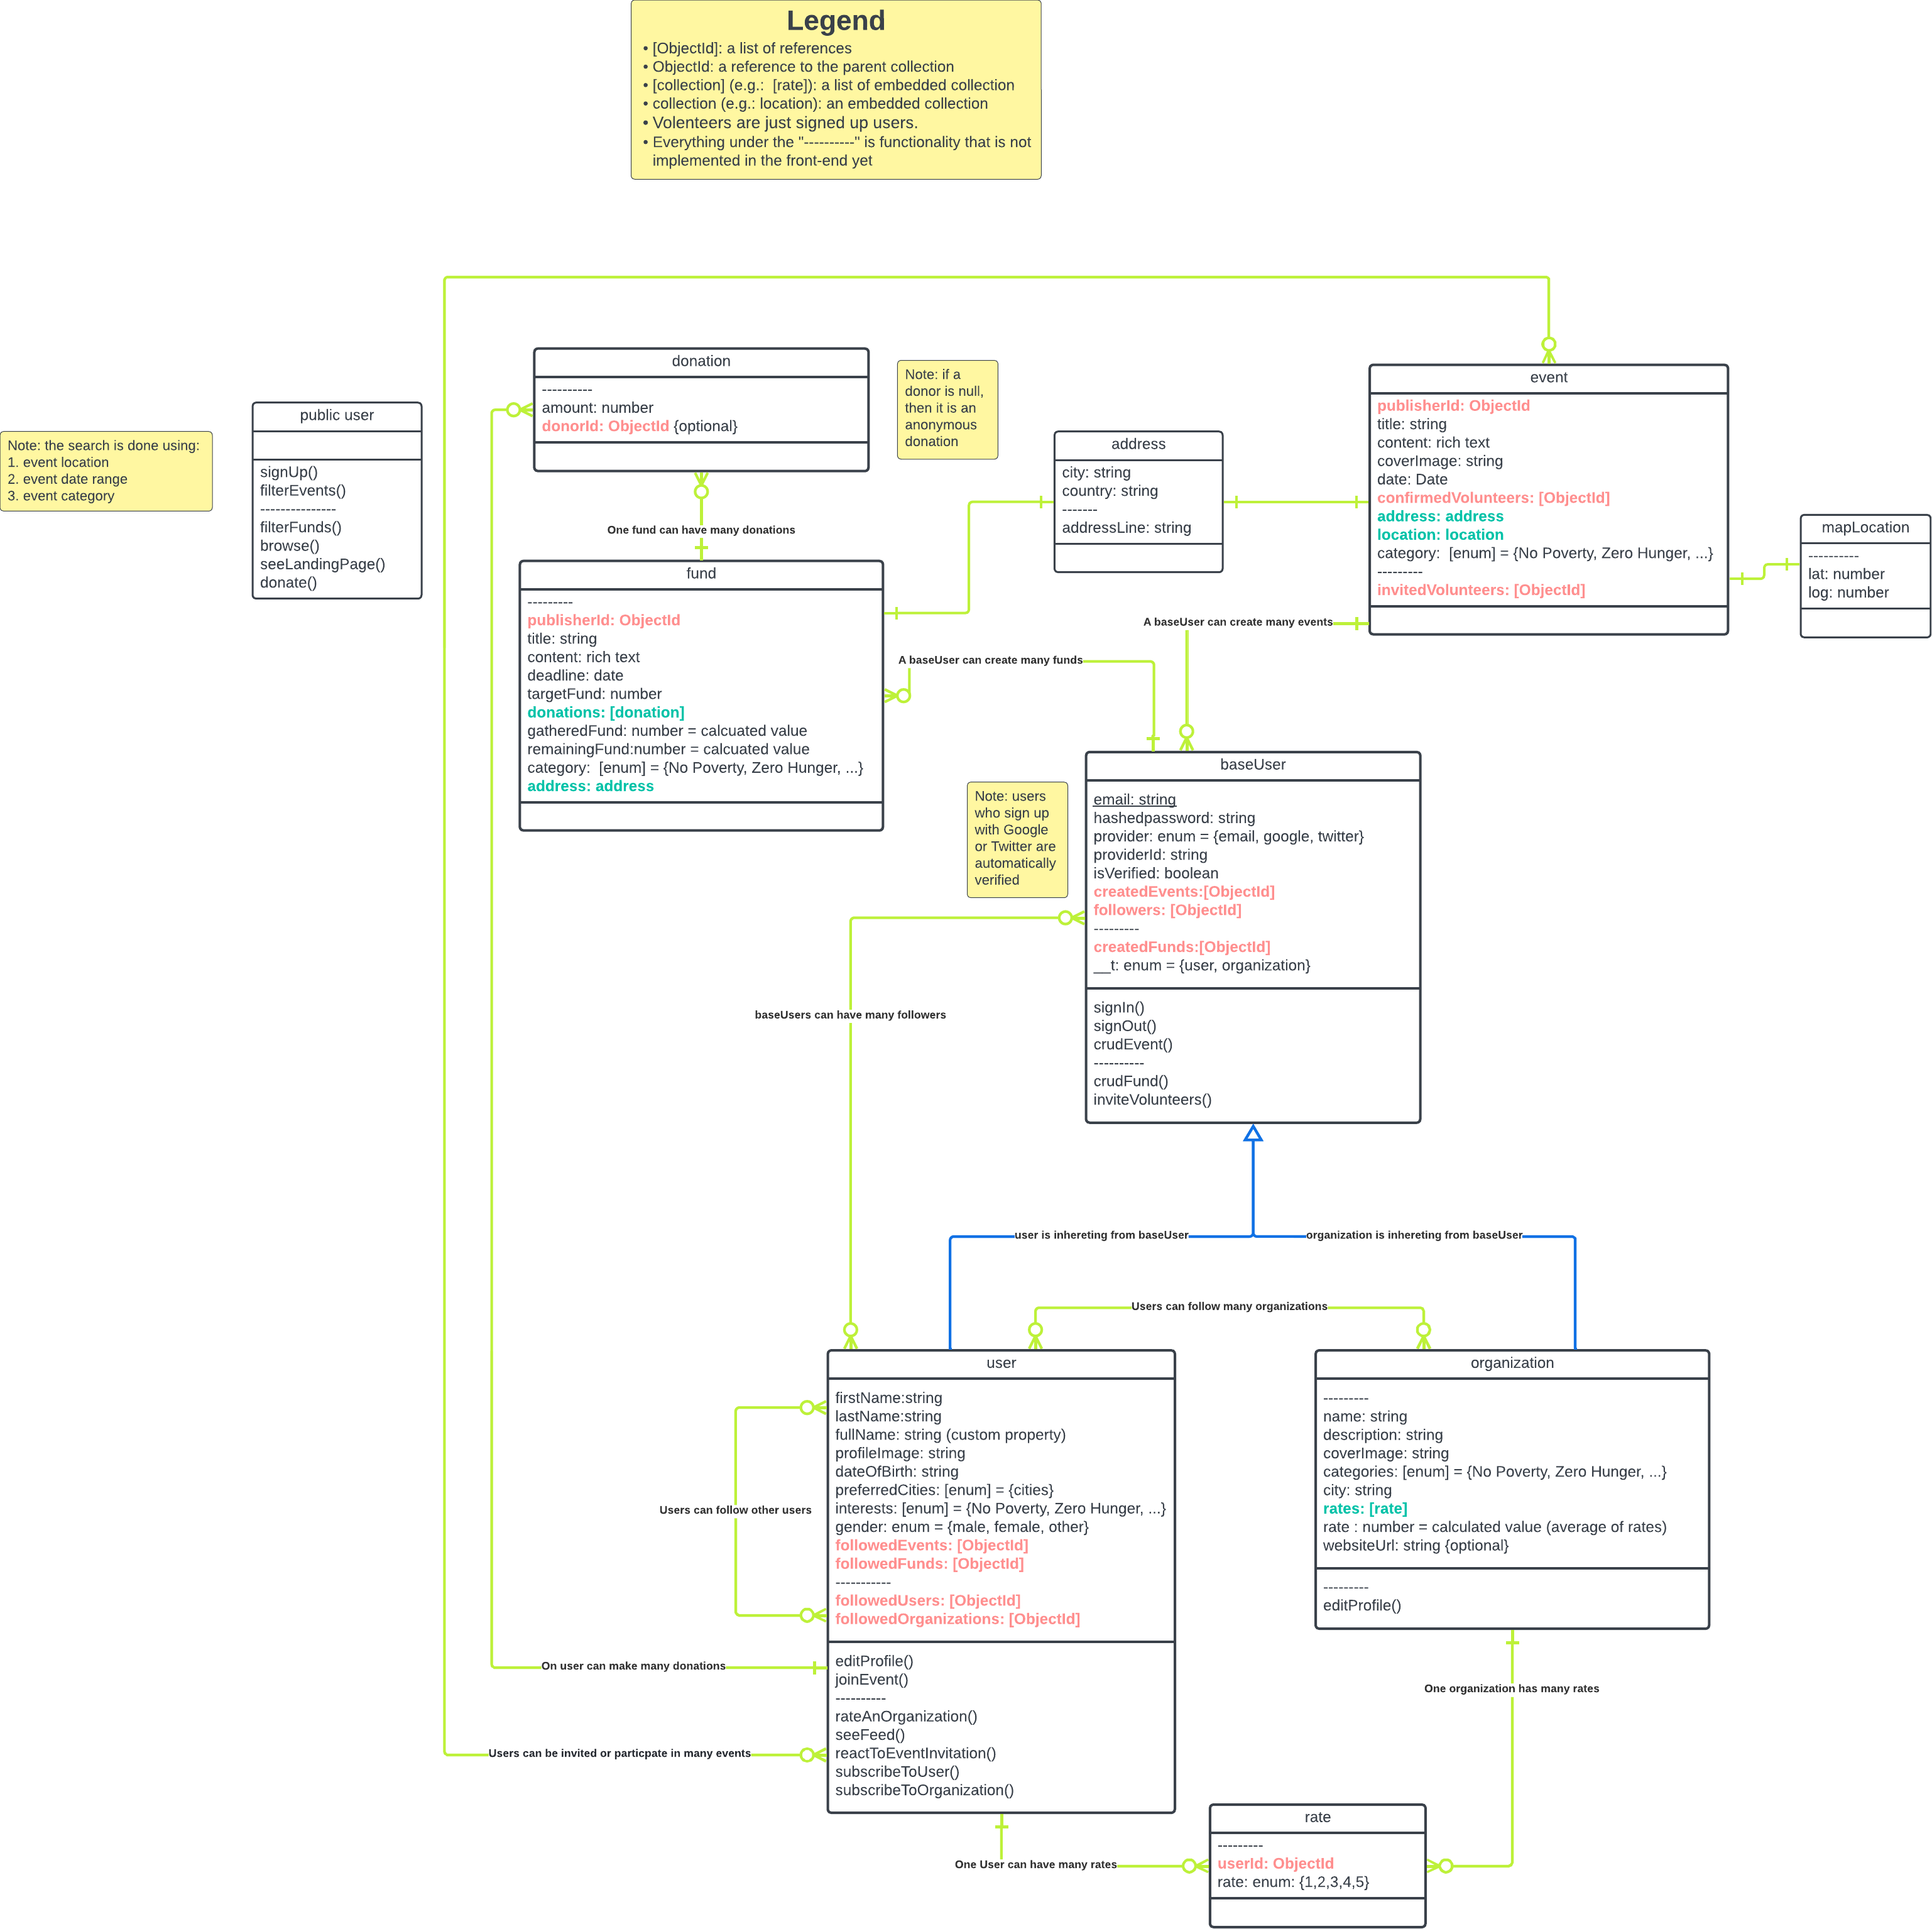 Legend
• [ObjectId]: a list of references
• ObjectId: a reference to the parent collection
• [collection] (e.g.:  [rate]): a list of embedded collection
• collection (e.g.: location): an embedded collection
• Volenteers are just signed up users.
• Everything under the "----------" is functionality that is not
implemented in the front-end yet
donation
----------
amount: number
donorId: ObjectId {optional}
Note: if a
donor is null,
then it is an
anonymous
donation
event
publisherId: ObjectId
title: string
content: rich text
coverImage: string
date: Date
confirmedVolunteers: [ObjectId]
address: address
location: location
category:  [enum] = {No Poverty, Zero Hunger, ...}
---------
invitedVolunteers: [ObjectId]
public user
signUp()
filterEvents()
---------------
filterFunds()
browse()
seeLandingPage()
donate()
Note: the search is done using:
1. event location
2. event date range
3. event category
address
city: string
country: string
-------
addressLine: string
mapLocation
----------
lat: number
log: number
One fund can have many donations
fund
---------
publisherId: ObjectId
title: string
content: rich text
deadline: date
targetFund: number
donations: [donation]
gatheredFund: number = calcuated value
remainingFund:number = calcuated value
category:  [enum] = {No Poverty, Zero Hunger, ...}
address: address
A baseUser can create many events
A baseUser can create many funds
baseUser
email: string
hashedpassword: string
provider: enum = {email, google, twitter}
providerId: string
isVerified: boolean
createdEvents:[ObjectId]
followers: [ObjectId]
---------
createdFunds:[ObjectId]
__t: enum = {user, organization}
signIn()
signOut()
crudEvent()
----------
crudFund()
inviteVolunteers()
Note: users
who sign up
with Google
or Twitter are
automatically
verified
baseUsers can have many followers
user is inhereting from baseUser
organization is inhereting from baseUser
Users can follow many organizations
user
firstName:string
lastName:string
fullName: string (custom property)
profileImage: string
dateOfBirth: string
preferredCities: [enum] = {cities}
interests: [enum] = {No Poverty, Zero Hunger, ...}
gender: enum = {male, female, other}
followedEvents: [ObjectId]
followedFunds: [ObjectId]
-----------
followedUsers: [ObjectId]
followedOrganizations: [ObjectId]
editProfile()
joinEvent()
----------
rateAnOrganization()
seeFeed()
reactToEventInvitation()
subscribeToUser()
subscribeToOrganization()
organization
---------
name: string
description: string
coverImage: string
categories: [enum] = {No Poverty, Zero Hunger, ...}
city: string
rates: [rate]
rate : number = calculated value (average of rates)
websiteUrl: string {optional}
---------
editProfile()
Users can follow other users
On user can make many donations
Users can be invited or particpate in many events
One organization has many rates
One User can have many rates
rate
---------
userId: ObjectId
rate: enum: {1,2,3,4,5}